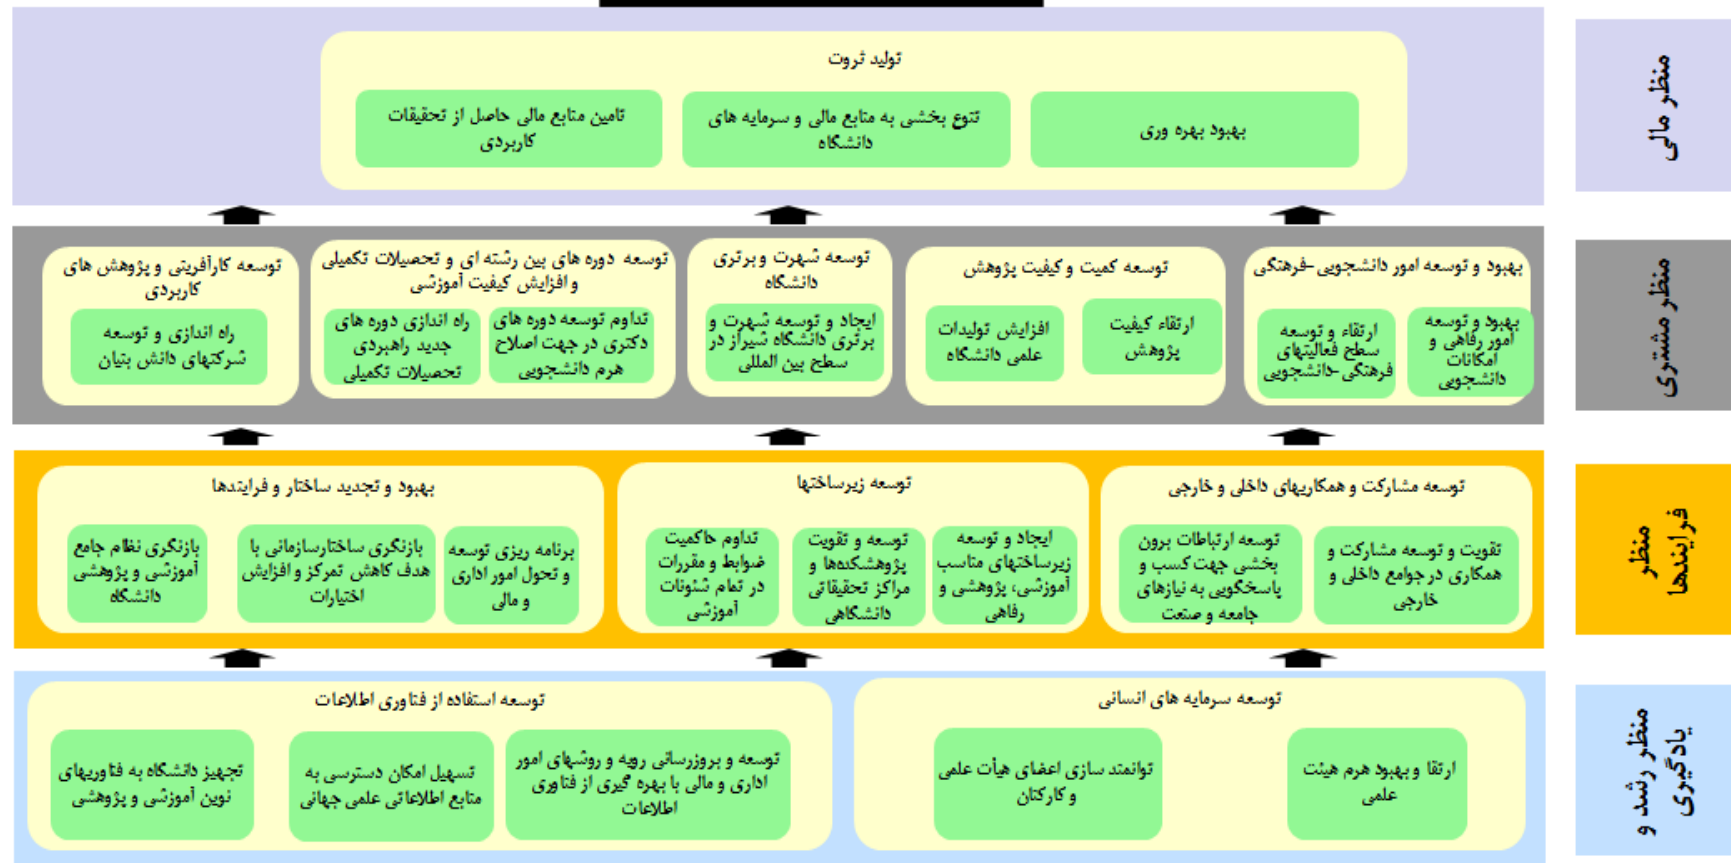 منظر مالی
تولید ثروت
بهبود بهره وری
تنوع بخشی به منابع مالی و سرمایه های
دانشگاه
تامین منابع مالی حاصل از تحقیقات
کاربردی
منظر مشتری
بهبود و توسعه امور دانشجویی-فرهنگی
بهبود و توسعه
امور رفاهی و
امکانات
دانشجویی
ارتقاء و توسعه
سطح فعالیتهای
فرهنگی-دانشجویی
توسعه کمیت و کیفیت پژوهش
ارتقاء کیفیت
پژوهش
افزایش تولیدات
علمی دانشگاه
توسعه شهرت و برتری
دانشگاه
ایجاد و توسعه شهرت و
برتری دانشگاه شیراز در
سطح بین المللی
توسعه دوره های بین رشته ای و تحصیلات تکمیلی
و افزایش کیفیت آموزشی
تداوم توسعه دوره های
دکتری در جهت اصلاح
هرم دانشجویی
راه اندازی دوره های
جدید راهبردی
تحصیلات تکمیلی
توسعه کارآفرینی و پژوهش های
کاربردی
راه اندازی و توسعه
شرکتهای دانش بنیان
منظر
فرایندها
توسعه مشارکت و همکاریهای داخلی و خارجی
تقویت و توسعه مشارکت و
همکاری در جوامع داخلی و
خارجی
توسعه ارتباطات برون
بخشی جهت کسب و
پاسخگویی به نیازهای
جامعه و صنعت
توسعه زیرساختها
ایجاد و توسعه
زیرساختهای مناسب
آموزشی، پژوهشی و
رفاهی
توسعه و تقویت
پژوهشکده‌ها و
مراکز تحقیقاتی
دانشگاهی
تداوم حاکمیت
ضوابط و مقررات
در تمام شئونات
آموزشی
بهبود و تجدید ساختار و فرایندها
برنامه ریزی توسعه
و تحول امور اداری
و مالی
بازنگری ساختارسازمانی با
هدف کاهش تمرکز و افزایش
اختیارات
بازنگری نظام جامع
آموزشی و پژوهشی
دانشگاه
منظر رشد و
یادگیری
توسعه سرمایه های انسانی
ارتقا و بهبود هرم هیئت
علمی
توانمند سازی اعضای هیأت علمی
و کارکنان
توسعه استفاده از فناوری اطلاعات
توسعه و بروزرسانی رویه و روشهای امور
اداری و مالی با بهره گیری از فناوری
اطلاعات
تسهیل امکان دسترسی به
منابع اطلاعاتی علمی جهانی
تجهیز دانشگاه به فناوریهای
نوین آموزشی و پژوهشی